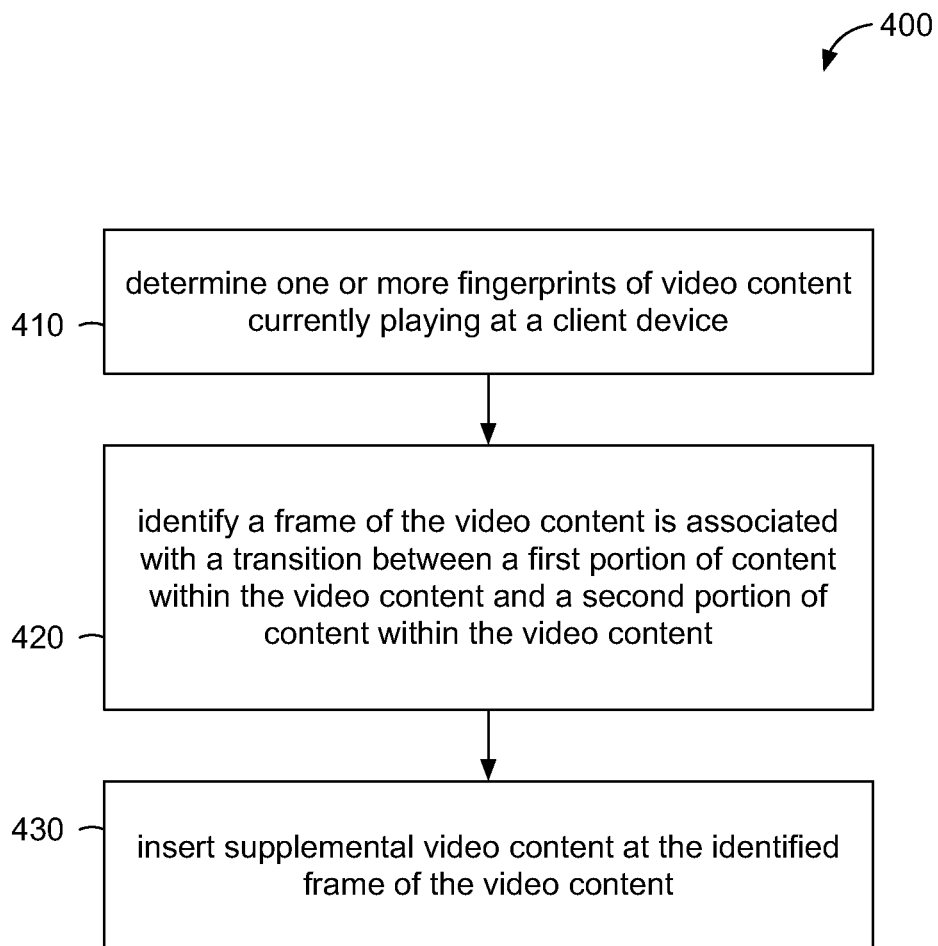 400
410
determine one or more fingerprints of video content
currently playing at a client device
420
identify a frame of the video content is associated
with a transition between a first portion of content
within the video content and a second portion of
content within the video content
430
insert supplemental video content at the identified
frame of the video content